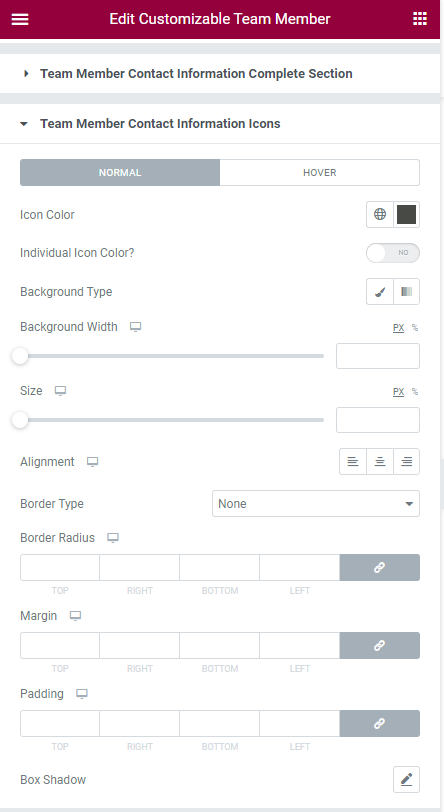 Edit Customizable Team Member
Team Member Contact Information Complete Section
Team Member Contact Information Icons
NORMAL HOVER
Icon Color
Individual Icon Color? NO
Background Type
Background Width PX %
Size PX %
Alignment
Border Type None
Border Radius
TOP RIGHT BOTTOM LEFT
Margin
TOP RIGHT BOTTOM LEFT
Padding
TOP RIGHT BOTTOM LEFT
Box Shadow